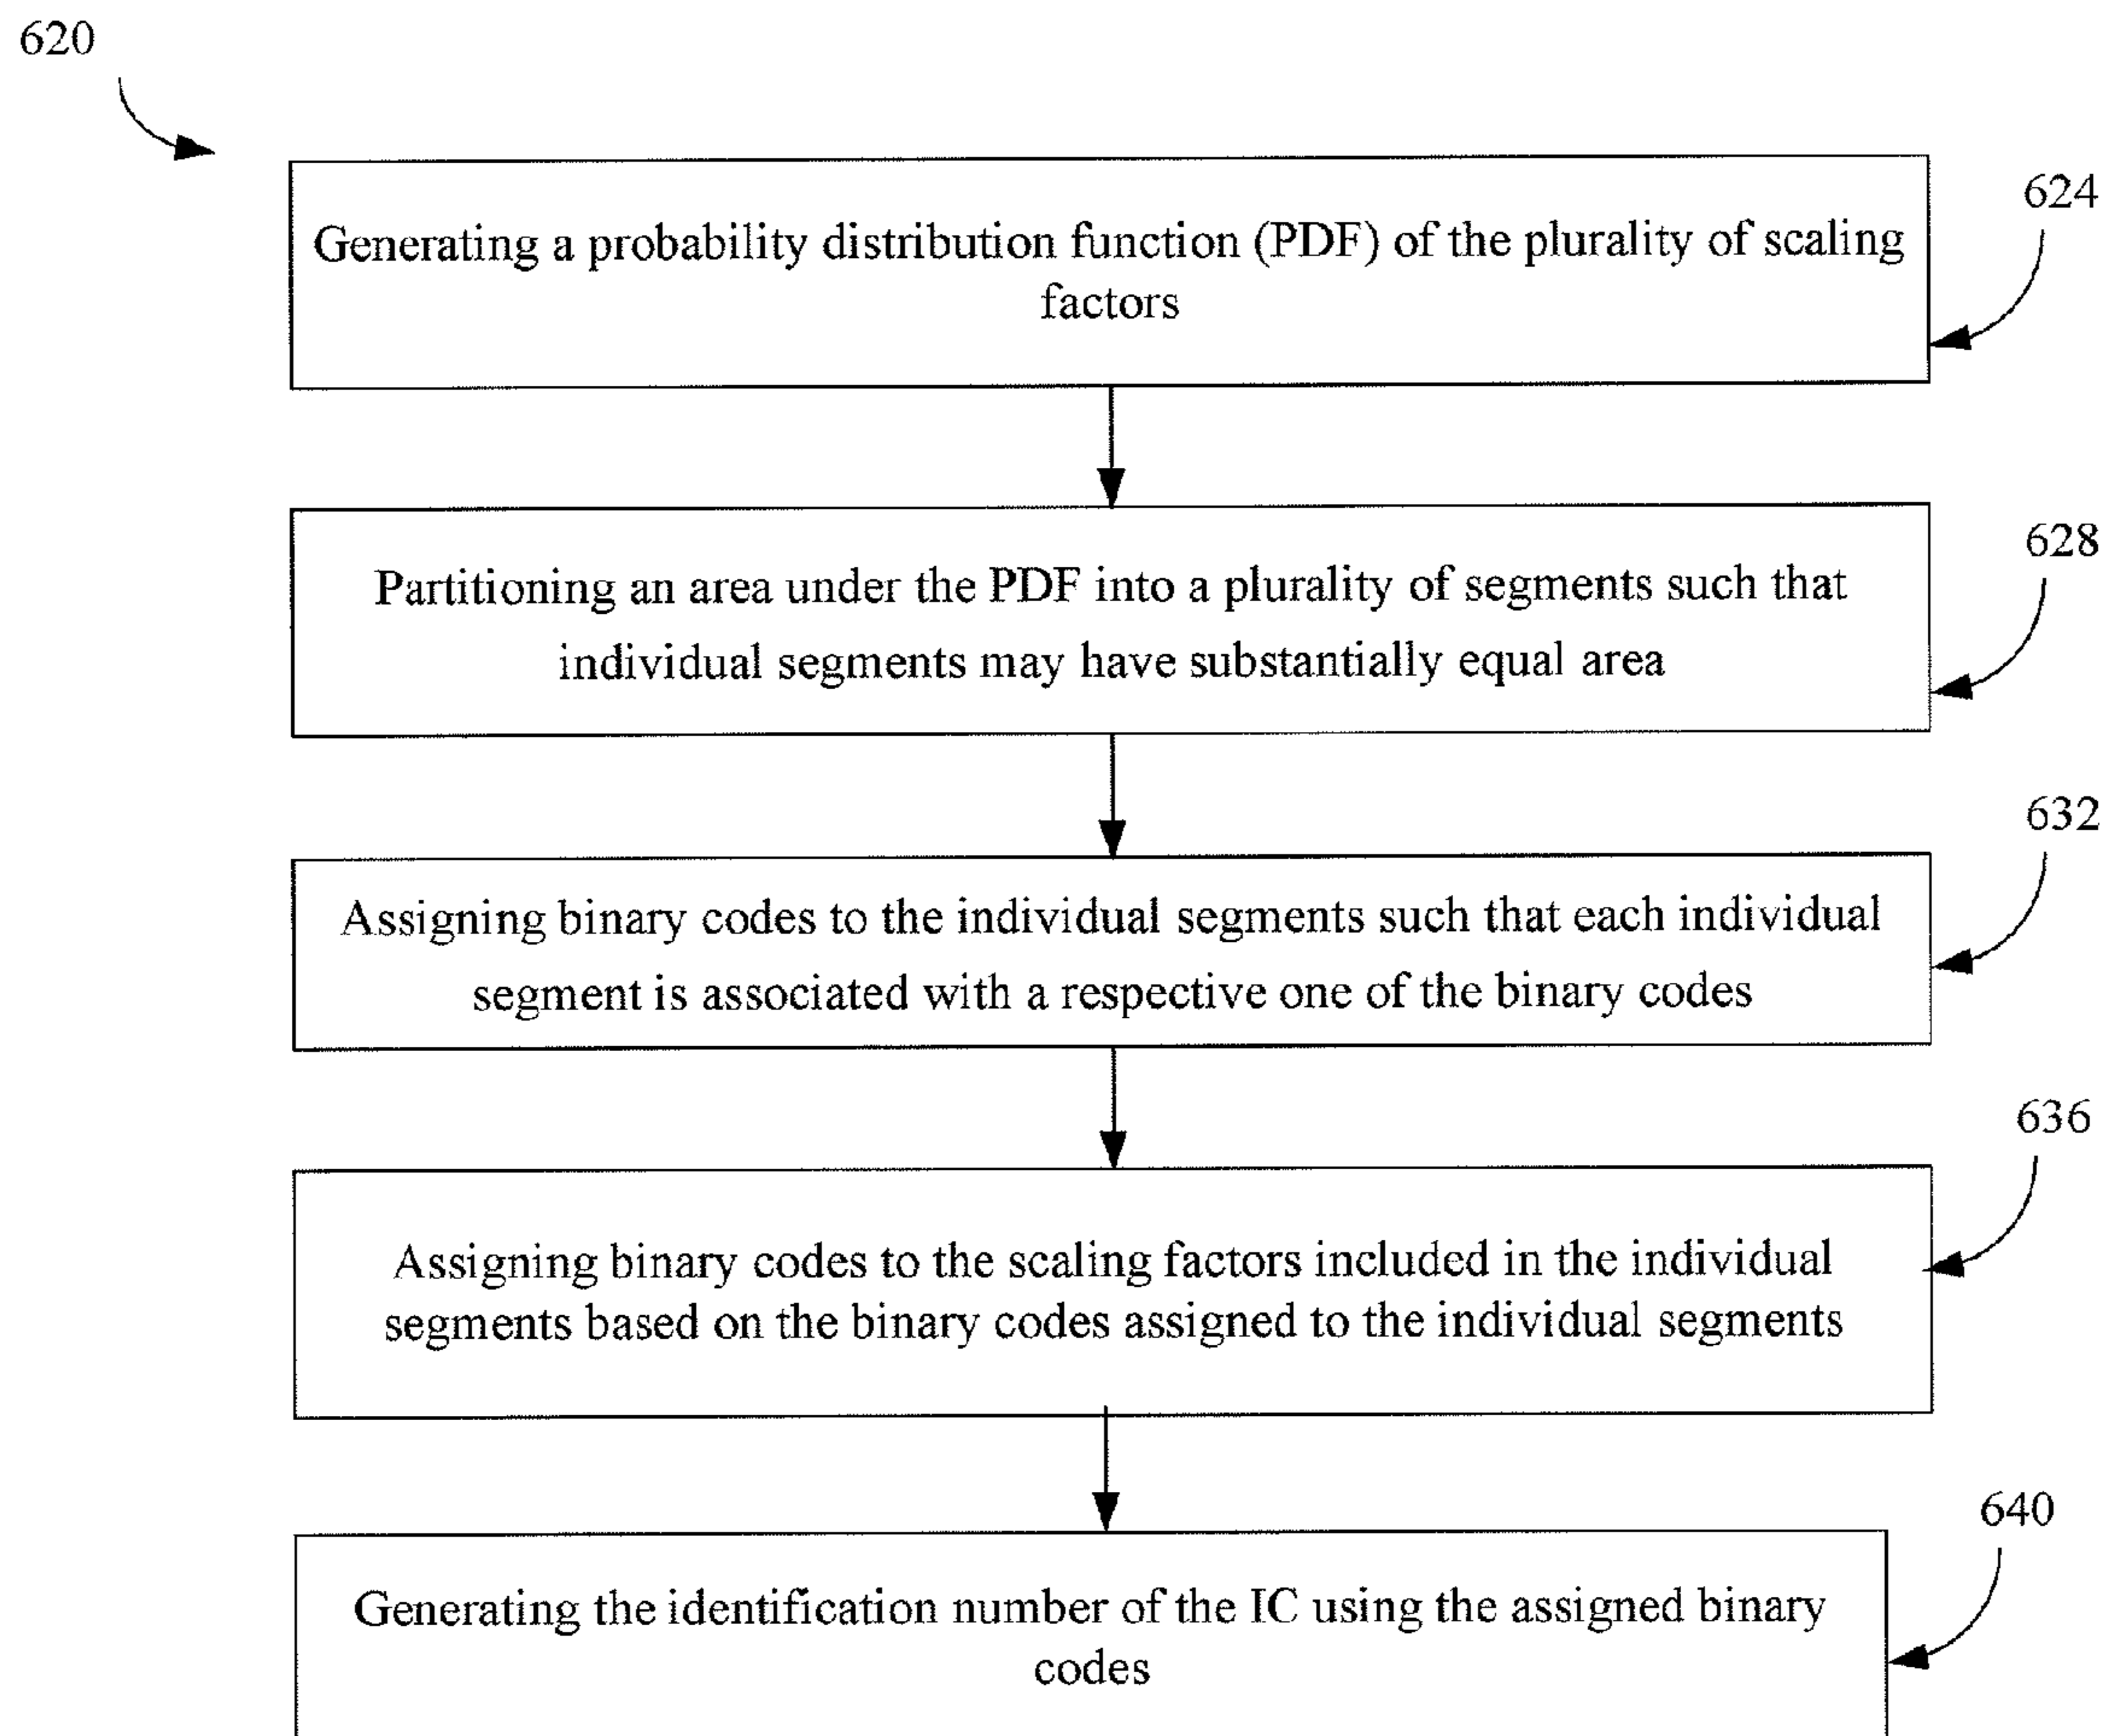 620
624
Generating a probability distribution function (PDF) of the plurality of scaling
factors
628
Partitioning an area under the PDF into a plurality of segments such that
individual segments may have substantially equal area
632
Assigning binary codes to the individual segments such that each individual
segment is associated with a respective one of the binary codes
636
Assigning binary codes to the scaling factors included in the individual
segments based on the binary codes assigned to the individual segments
640
Generating the identification number of the IC using the assigned binary
codes